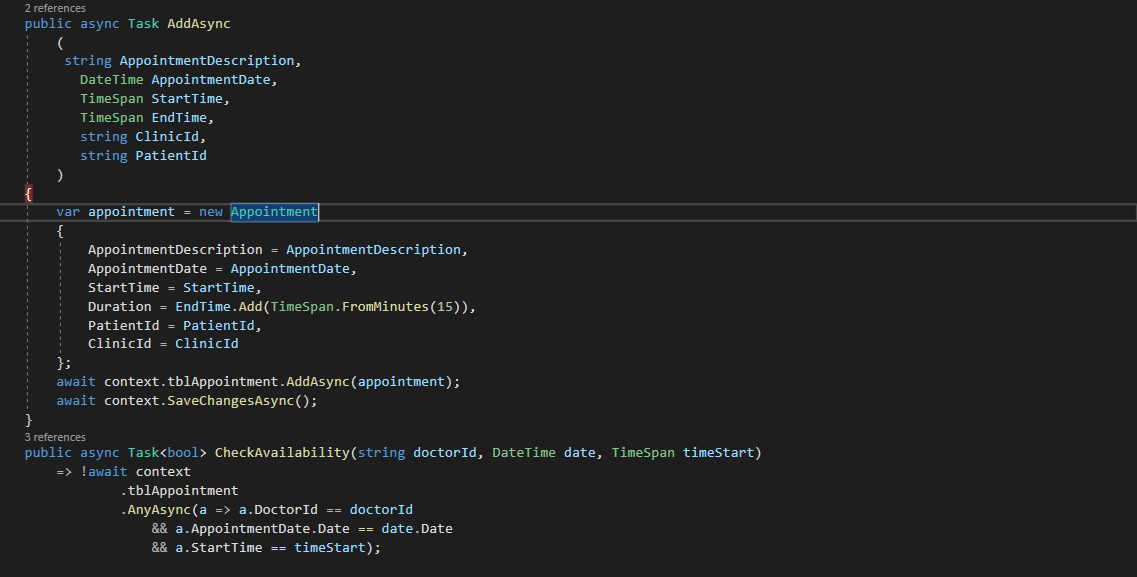 2 references
public async Task AddAsync
(
string AppointmentDescription,
DateTime AppointmentDate,
TimeSpan StartTime,
TimeSpan EndTime,
string ClinicId,
string PatientId
)
{
var appointment = new Appointment
{
AppointmentDescription = AppointmentDescription,
AppointmentDate = AppointmentDate,
StartTime = StartTime,
Duration = EndTime.Add(TimeSpan.FromMinutes(15)),
PatientId = PatientId,
ClinicId = ClinicId
};
await context.tblAppointment.AddAsync(appointment);
await context.SaveChangesAsync();
}
3 references
public async Task<bool> CheckAvailability(string doctorId, DateTime date, TimeSpan timeStart)
=> !await context
.tblAppointment
.AnyAsync(a => a.DoctorId == doctorId
&& a.AppointmentDate.Date == date.Date
&& a.StartTime == timeStart);